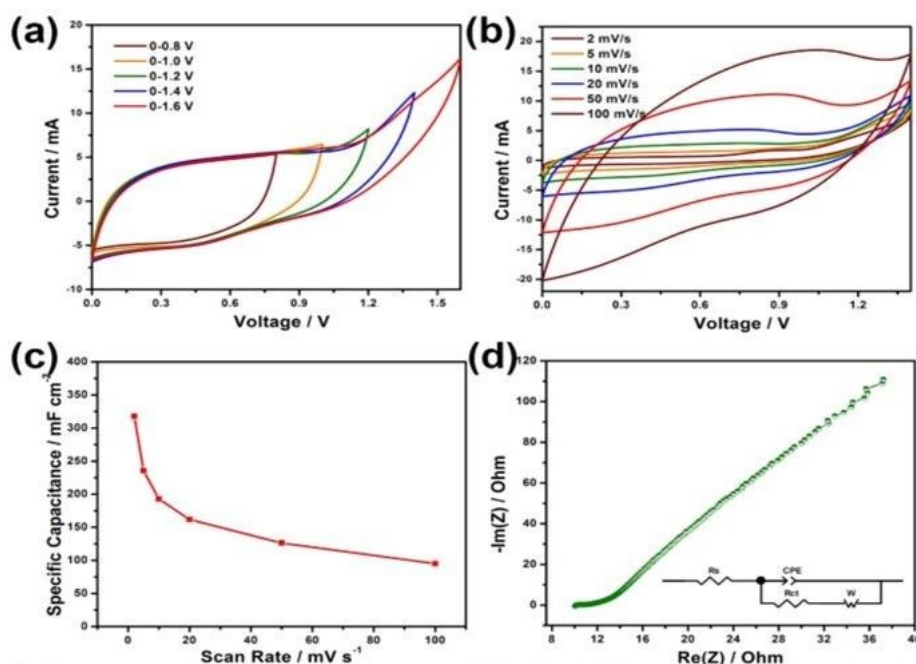 (a)
0-0.8 V
0-1.0 V
0-1.2 V
0-1.4 V
0-1.6 V
20
15
10
5
0
-5
-10
Current / mA
0.0 0.3 0.6 0.9 1.2 1.5
Voltage / V
(b)
2 mV/s
5 mV/s
10 mV/s
20 mV/s
50 mV/s
100 mV/s
25
20
15
10
5
0
-5
-10
-15
-20
Current / mA
0.0 0.3 0.6 0.9 1.2
Voltage / V
(c)
400
350
300
250
200
150
100
50
0
Specific Capacitance / mF cm⁻²
0 20 40 60 80 100
Scan Rate / mV s⁻¹
(d)
120
100
80
60
40
20
0
-Im(Z) / Ohm
Rs CPE
Rct W
8 12 16 20 24 28 32 36 40
Re(Z) / Ohm